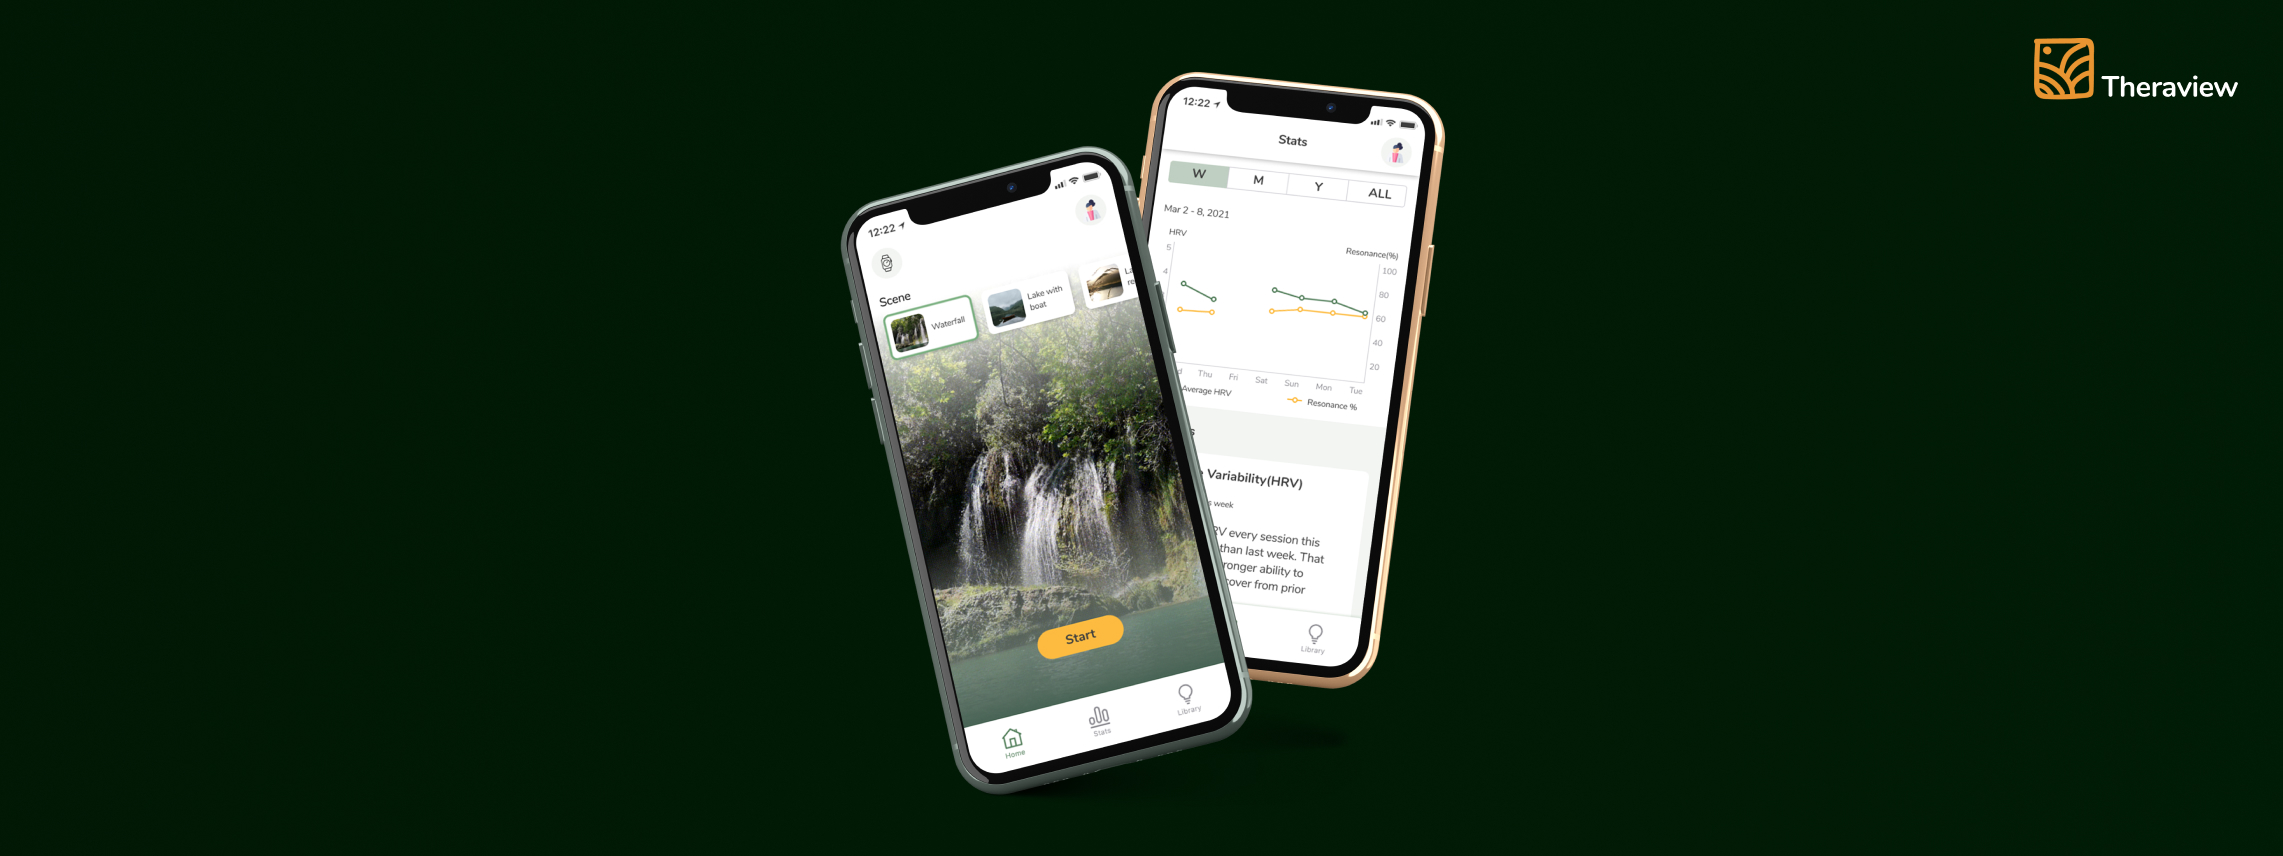 Theraview
12:22
Scene
Waterfall
Lake with
boat
Start
Home
Stats
Library
12:22
Stats
W M Y ALL
Mar 2 - 8, 2021
HRV
Resonance(%)
5
4
100
80
60
40
20
Thu Fri Sat Sun Mon Tue
Average HRV
Resonance %
Variability(HRV)
week
every session this
than last week. That
ability to
from prior
Library